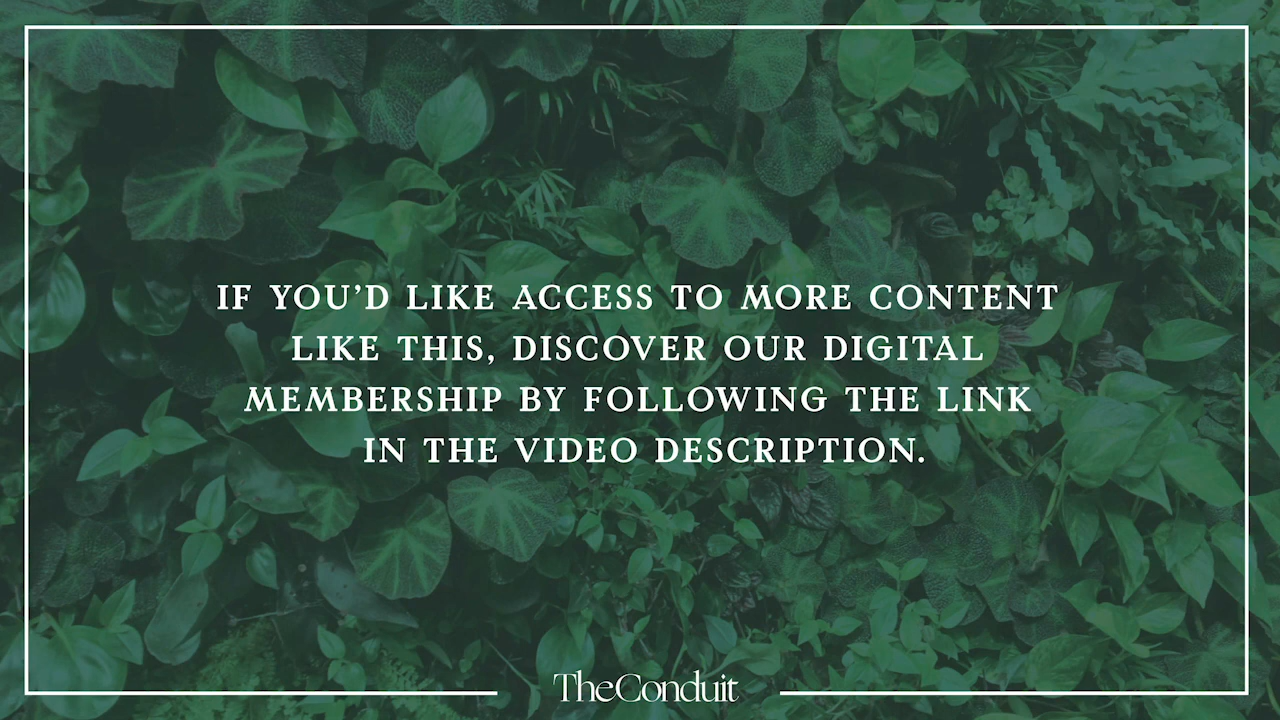 IF YOU’D LIKE ACCESS TO MORE CONTENT
LIKE THIS, DISCOVER OUR DIGITAL
MEMBERSHIP BY FOLLOWING THE LINK
IN THE VIDEO DESCRIPTION.
TheConduit